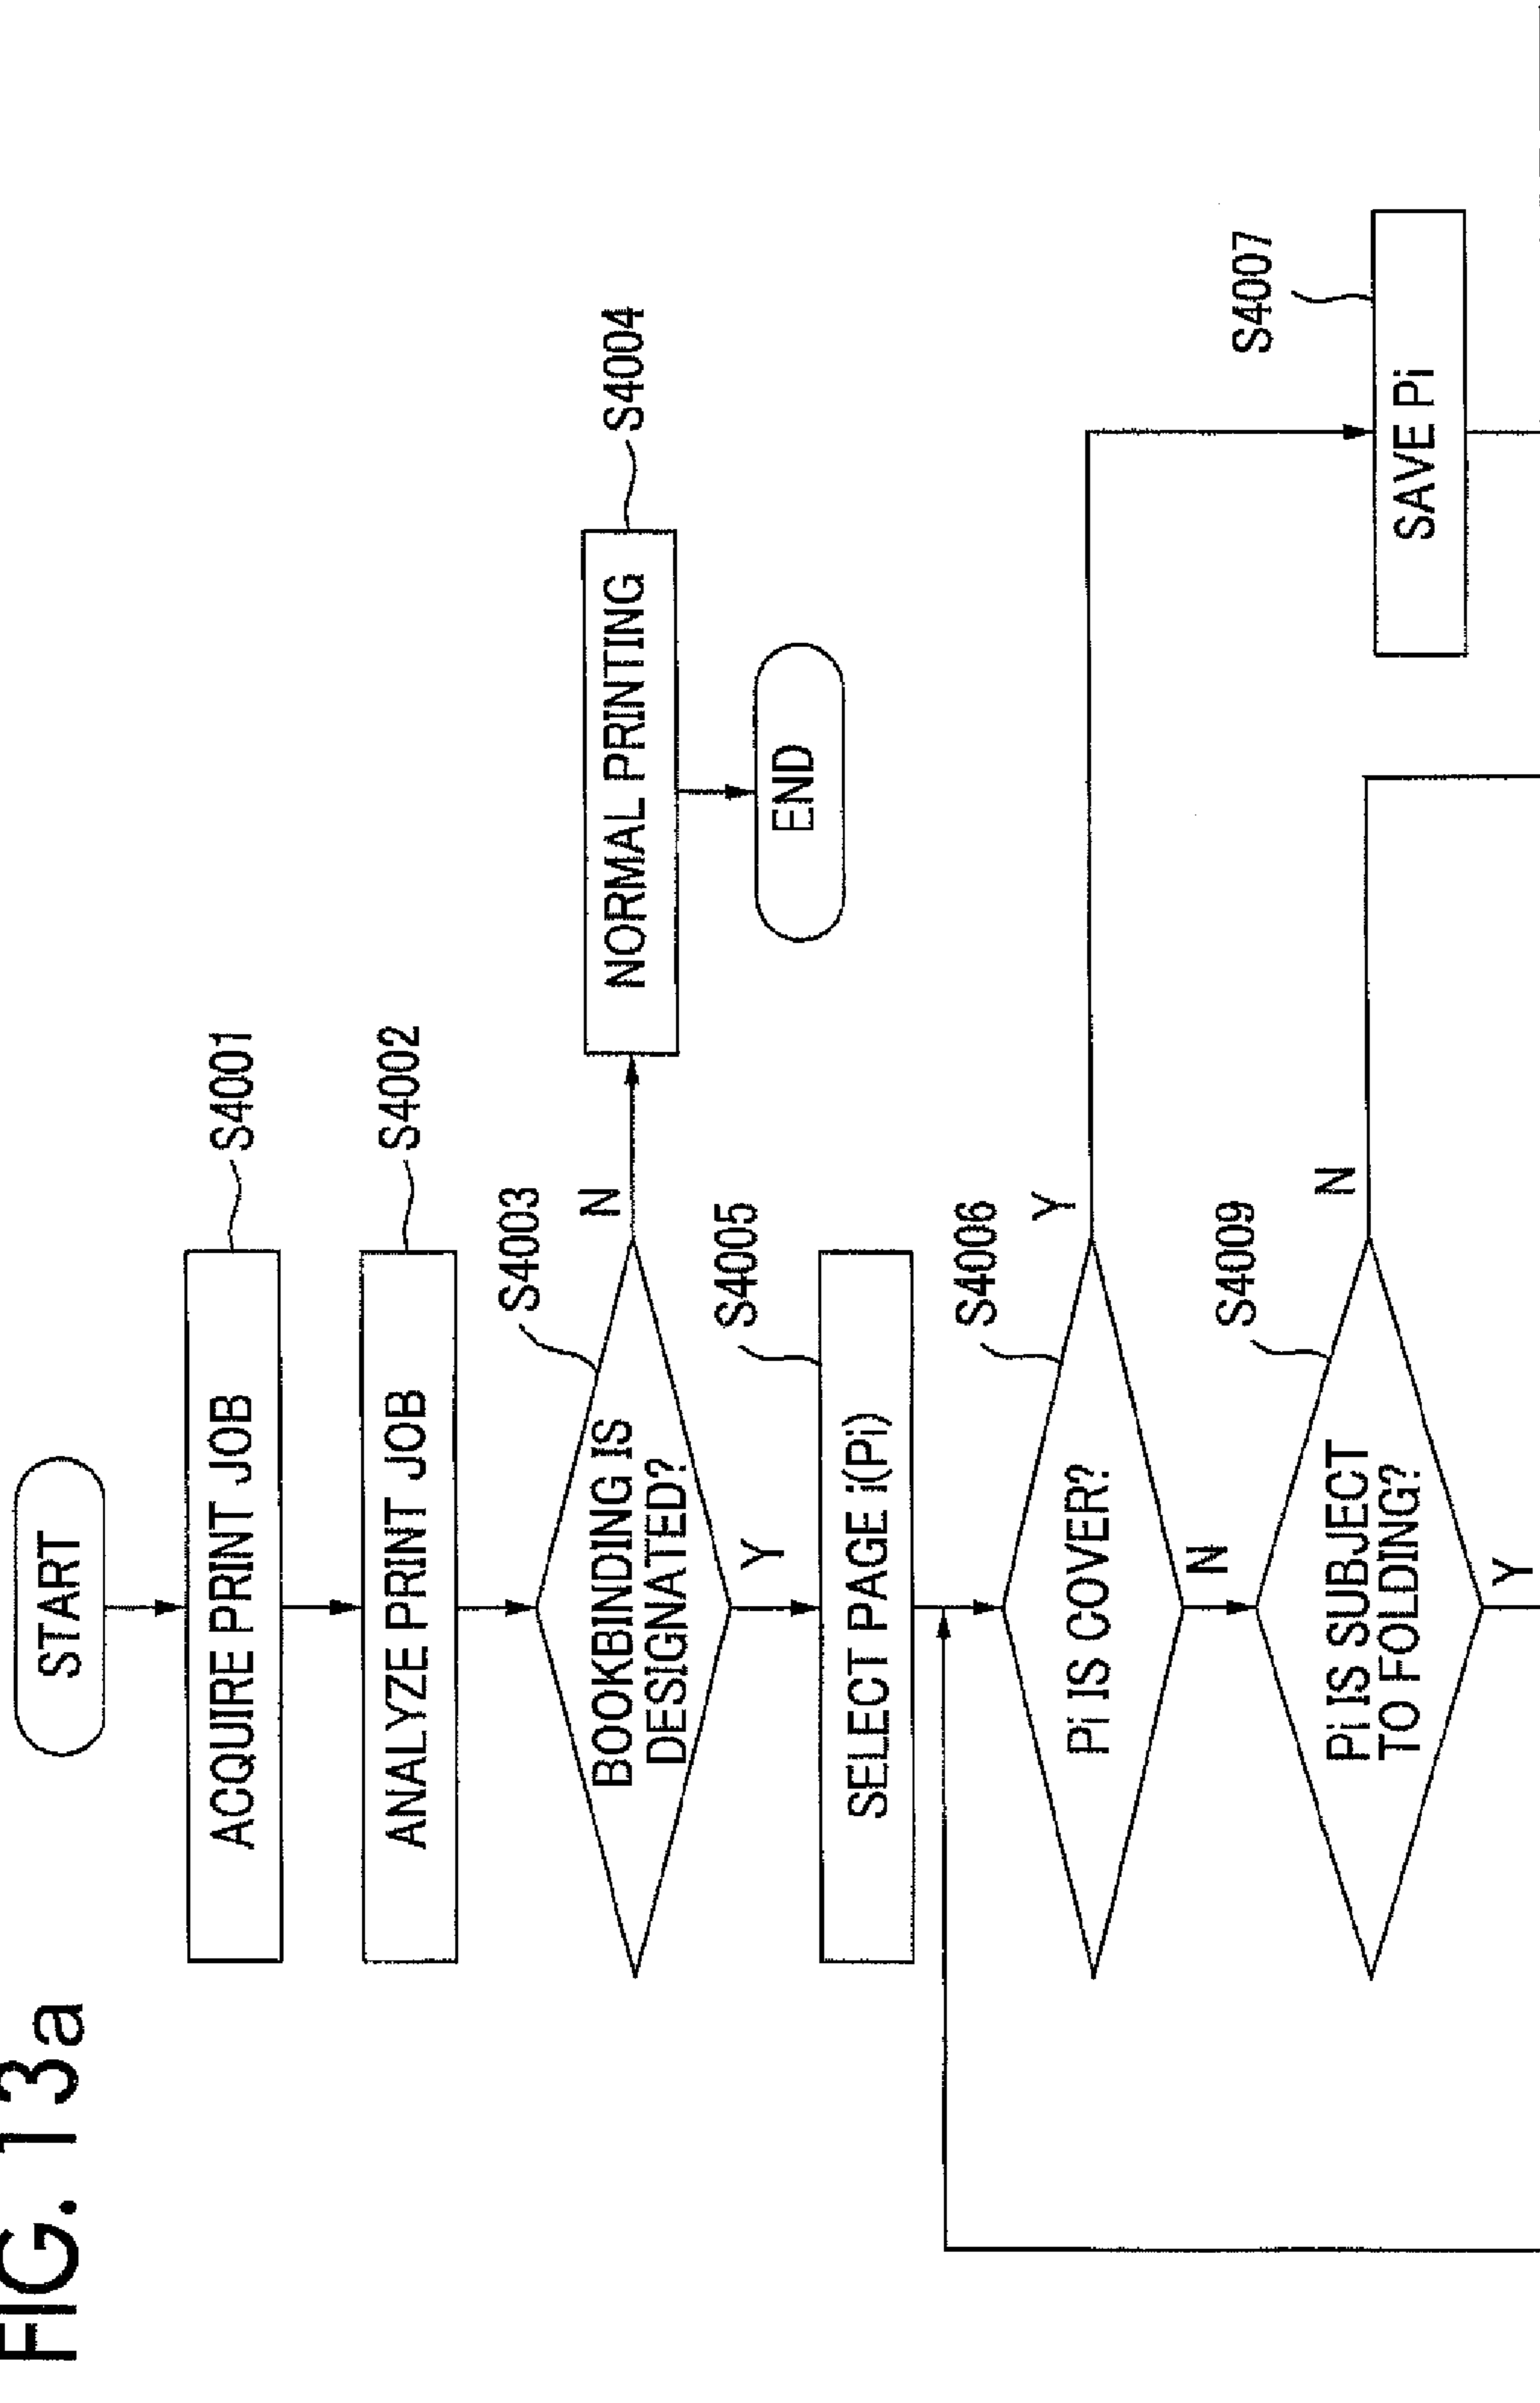 FIG. 13a
START
ACQUIRE PRINT JOB
S4001
ANALYZE PRINT JOB
S4002
S4003
BOOKBINDING IS
DESIGNATED?
N
NORMAL PRINTING
S4004
END
Y
S4005
SELECT PAGE i(Pi)
S4006
Pi IS COVER?
Y
N
S4007
SAVE Pi
S4009
Pi IS SUBJECT
TO FOLDING?
N
Y